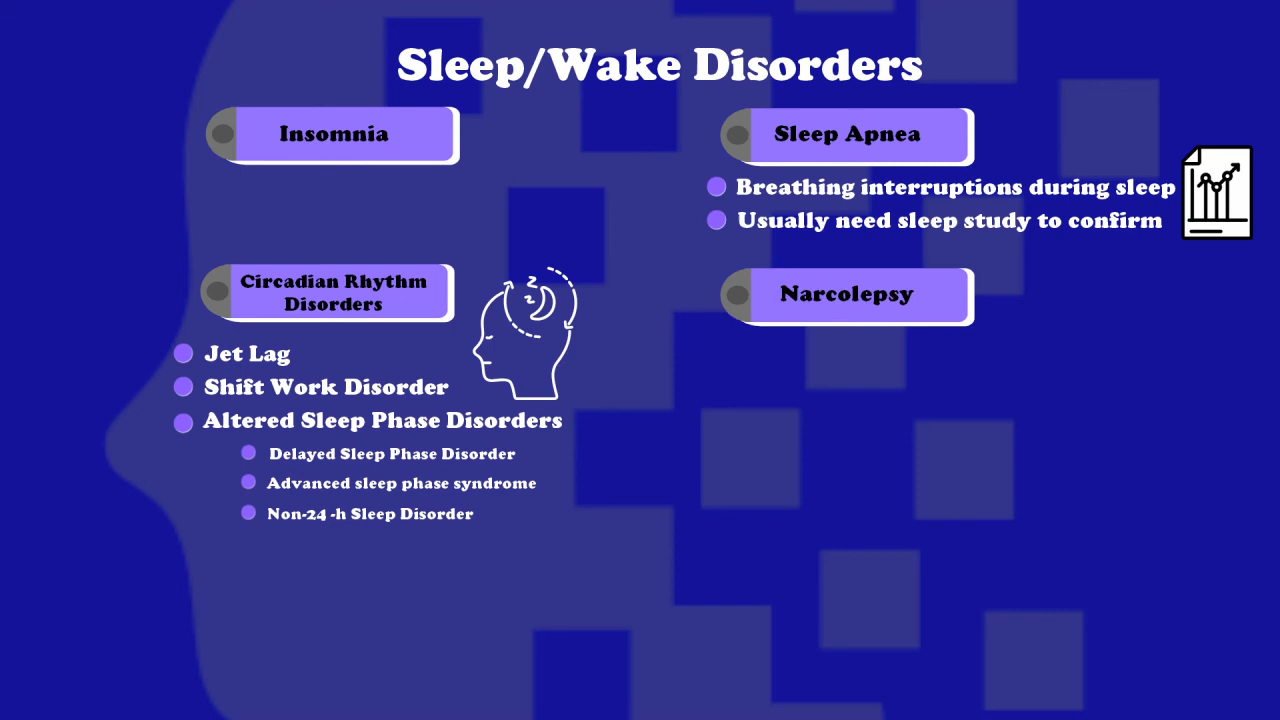 Sleep/Wake Disorders
Insomnia
Sleep Apnea
Breathing interruptions during sleep
Usually need sleep study to confirm
Circadian Rhythm
Disorders
z
z
Jet Lag
Shift Work Disorder
Altered Sleep Phase Disorders
Delayed Sleep Phase Disorder
Advanced sleep phase syndrome
Non-24 -h Sleep Disorder
Narcolepsy